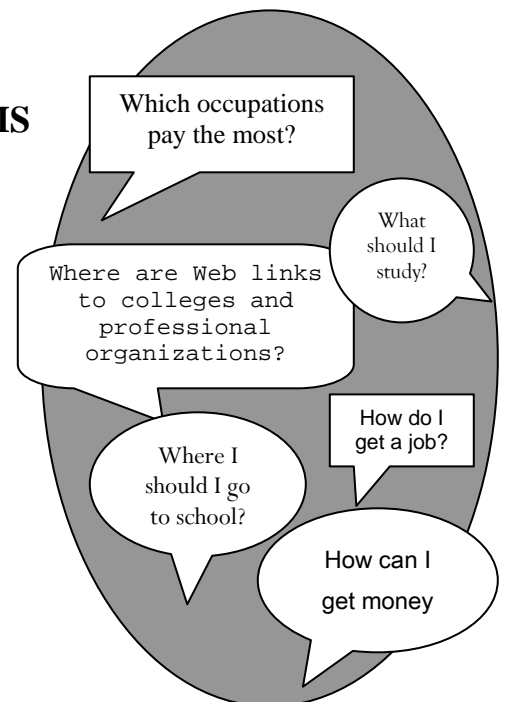 IS
Which occupations
pay the most?
What
should I
study?
Where are Web links
to colleges and
professional
organizations?
How do I
get a job?
Where I
should I go
to school?
How can I
get money